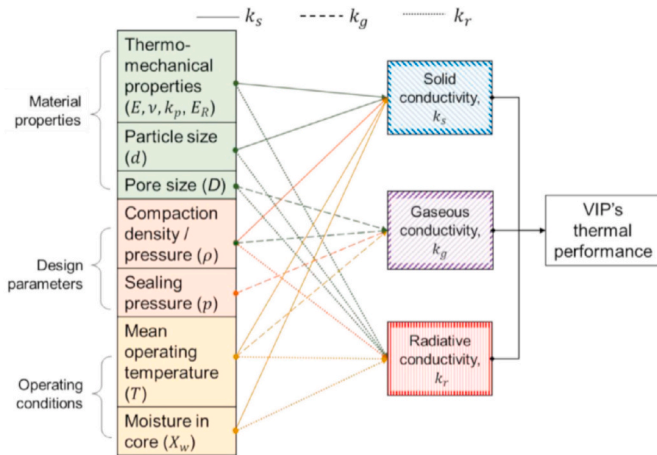 k_s k_g k_r
Material
properties
Design
parameters
Operating
conditions
Thermo-
mechanical
properties
(E, ν, k_p, E_R)
Particle size
(d)
Pore size (D)
Compaction
density /
pressure (ρ)
Sealing
pressure (p)
Mean
operating
temperature
(T)
Moisture in
core (X_w)
Solid
conductivity,
k_s
Gaseous
conductivity,
k_g
Radiative
conductivity,
k_r
VIP's
thermal
performance